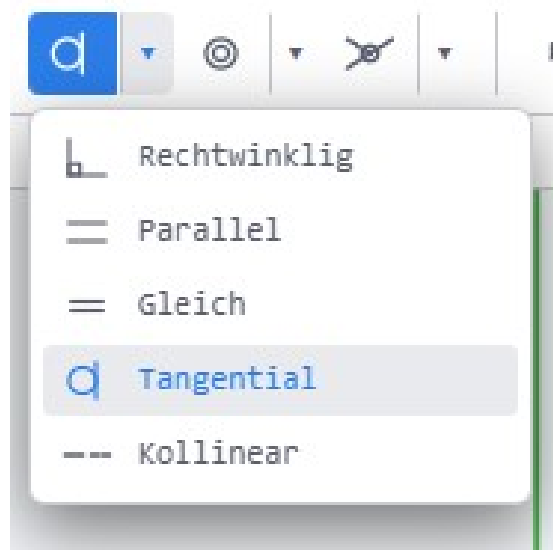 Rechtwinklig
Parallel
Gleich
Tangential
Kollinear